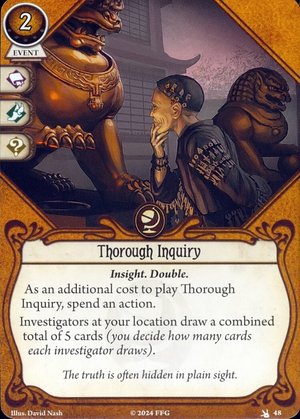 2
EVENT
Thorough Inquiry
Insight. Double.
As an additional cost to play Thorough
Inquiry, spend an action.
Investigators at your location draw a combined
total of 5 cards (you decide how many cards
each investigator draws).
The truth is often hidden in plain sight.
Illus. David Nash
© 2024 FFG
48